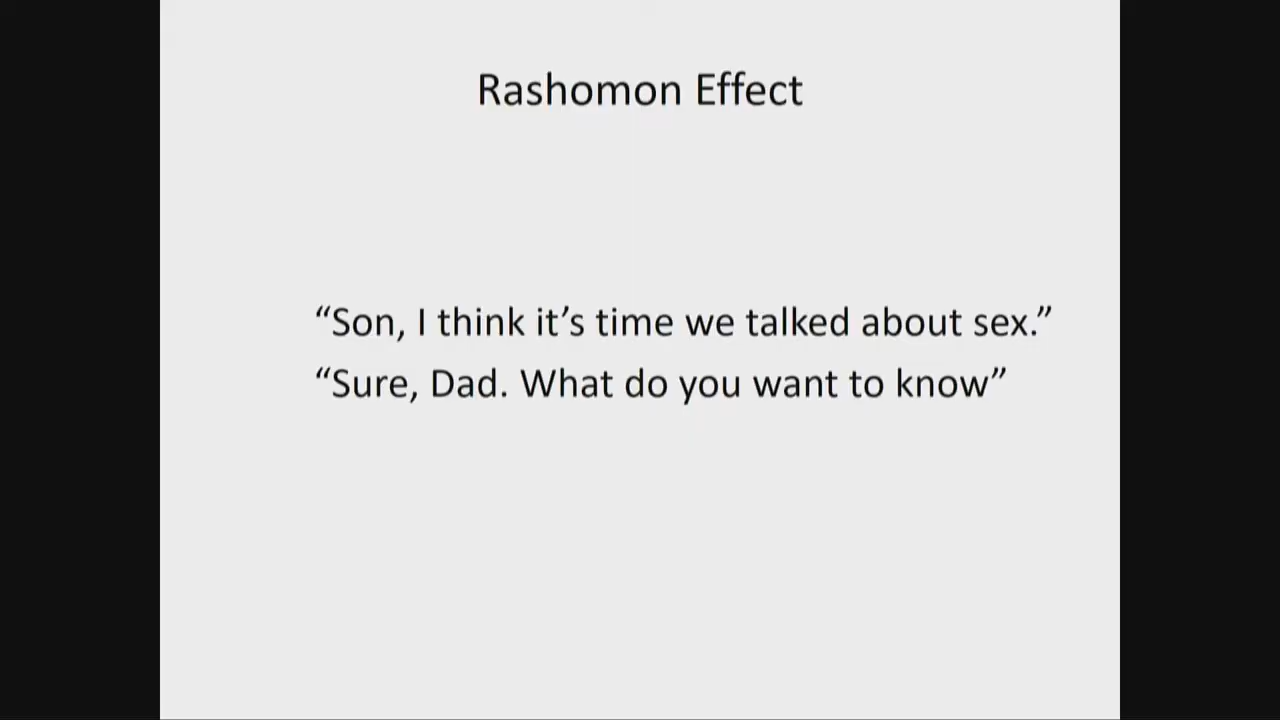 Rashomon Effect
“Son, I think it’s time we talked about sex.”
“Sure, Dad. What do you want to know”